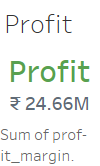 Profit
Profit
₹ 24.66M
Sum of prof-
it_margin.